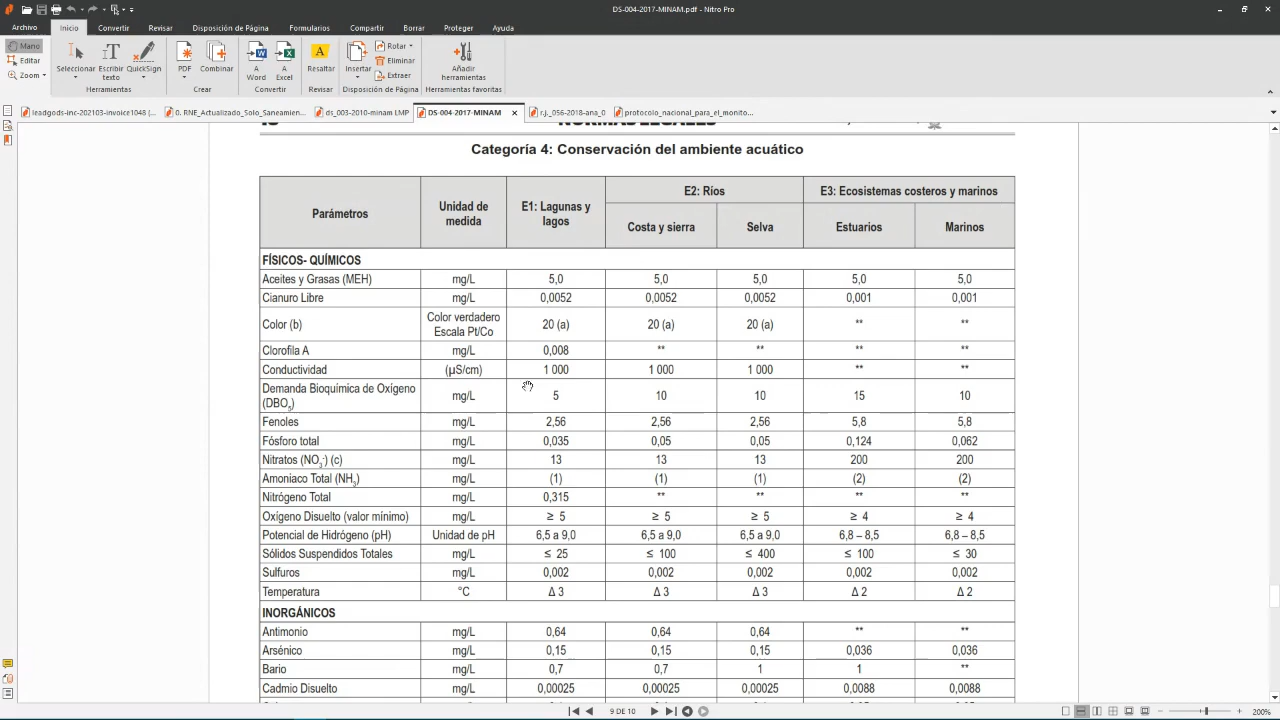 DS-004-2017-MINAM.pdf - Nitro Pro
Archivo Inicio Convertir Revisar Disposición de Página Formularios Compartir Borrar Proteger Ayuda
Mano
Editar
Zoom
Seleccionar
Escribir texto
QuickSign
Herramientas
PDF
Combinar
Crear
A Word
A Excel
Convertir
Resaltar
Revisar
Insertar
Rotar
Eliminar
Extraer
Disposición de Página
Añadir herramientas
Herramientas favoritas
leadgods-inc-202103-invoice1048 (... 0. RNE_Actualizado_Solo_Saneamien... ds_003-2010-minam LMP DS-004-2017-MINAM r.j._056-2018-ana_0 protocolo_nacional_para_el_monito...
NORMAS LEGALES
Categoría 4: Conservación del ambiente acuático
Parámetros Unidad de medida E1: Lagunas y lagos E2: Ríos E3: Ecosistemas costeros y marinos
Costa y sierra Selva Estuarios Marinos
FÍSICOS- QUÍMICOS
Aceites y Grasas (MEH) mg/L 5,0 5,0 5,0 5,0 5,0
Cianuro Libre mg/L 0,0052 0,0052 0,0052 0,001 0,001
Color (b) Color verdadero Escala Pt/Co 20 (a) 20 (a) 20 (a) ** **
Clorofila A mg/L 0,008 ** ** ** **
Conductividad (µS/cm) 1 000 1 000 1 000 ** **
Demanda Bioquímica de Oxígeno (DBO5) mg/L 5 10 10 15 10
Fenoles mg/L 2,56 2,56 2,56 5,8 5,8
Fósforo total mg/L 0,035 0,05 0,05 0,124 0,062
Nitratos (NO3-) (c) mg/L 13 13 13 200 200
Amoniaco Total (NH3) mg/L (1) (1) (1) (2) (2)
Nitrógeno Total mg/L 0,315 ** ** ** **
Oxígeno Disuelto (valor mínimo) mg/L ≥ 5 ≥ 5 ≥ 5 ≥ 4 ≥ 4
Potencial de Hidrógeno (pH) Unidad de pH 6,5 a 9,0 6,5 a 9,0 6,5 a 9,0 6,8 – 8,5 6,8 – 8,5
Sólidos Suspendidos Totales mg/L ≤ 25 ≤ 100 ≤ 400 ≤ 100 ≤ 30
Sulfuros mg/L 0,002 0,002 0,002 0,002 0,002
Temperatura °C Δ 3 Δ 3 Δ 3 Δ 2 Δ 2
INORGÁNICOS
Antimonio mg/L 0,64 0,64 0,64 ** **
Arsénico mg/L 0,15 0,15 0,15 0,036 0,036
Bario mg/L 0,7 0,7 1 1 **
Cadmio Disuelto mg/L 0,00025 0,00025 0,00025 0,0088 0,0088
9 DE 10
200%